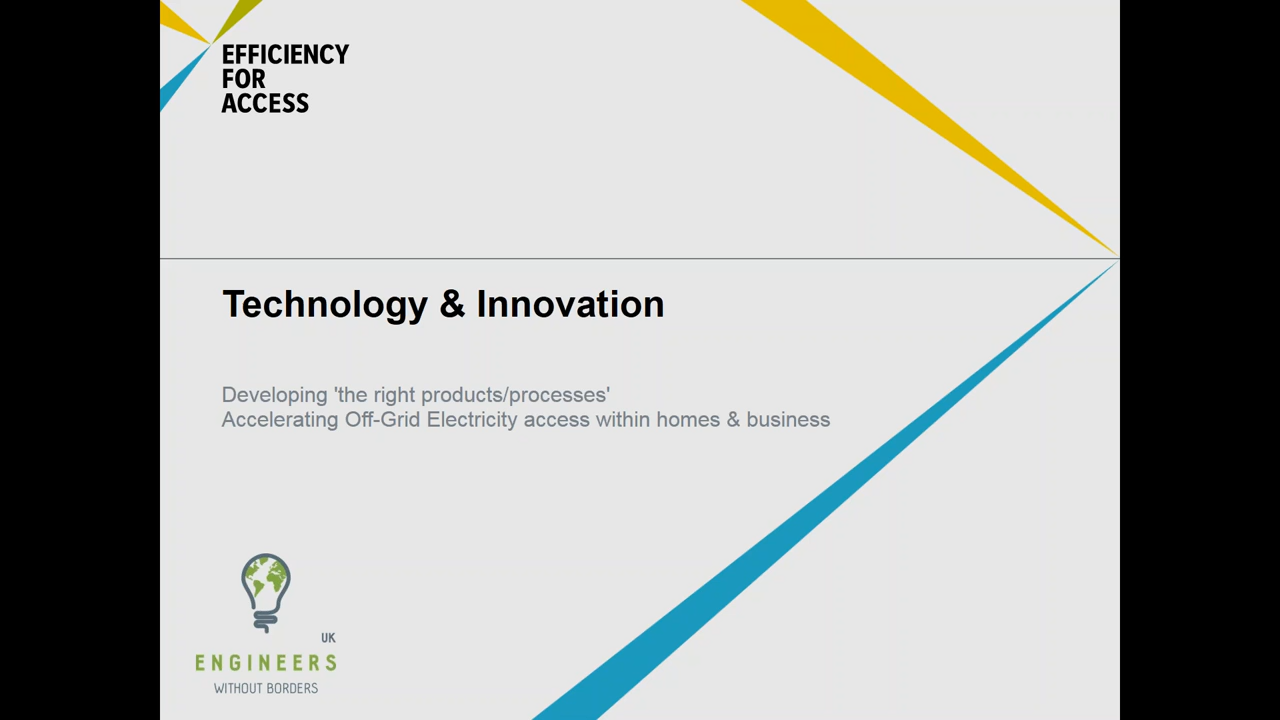 EFFICIENCY
FOR
ACCESS
Technology & Innovation
Developing 'the right products/processes'
Accelerating Off-Grid Electricity access within homes & business
UK
ENGINEERS
WITHOUT BORDERS